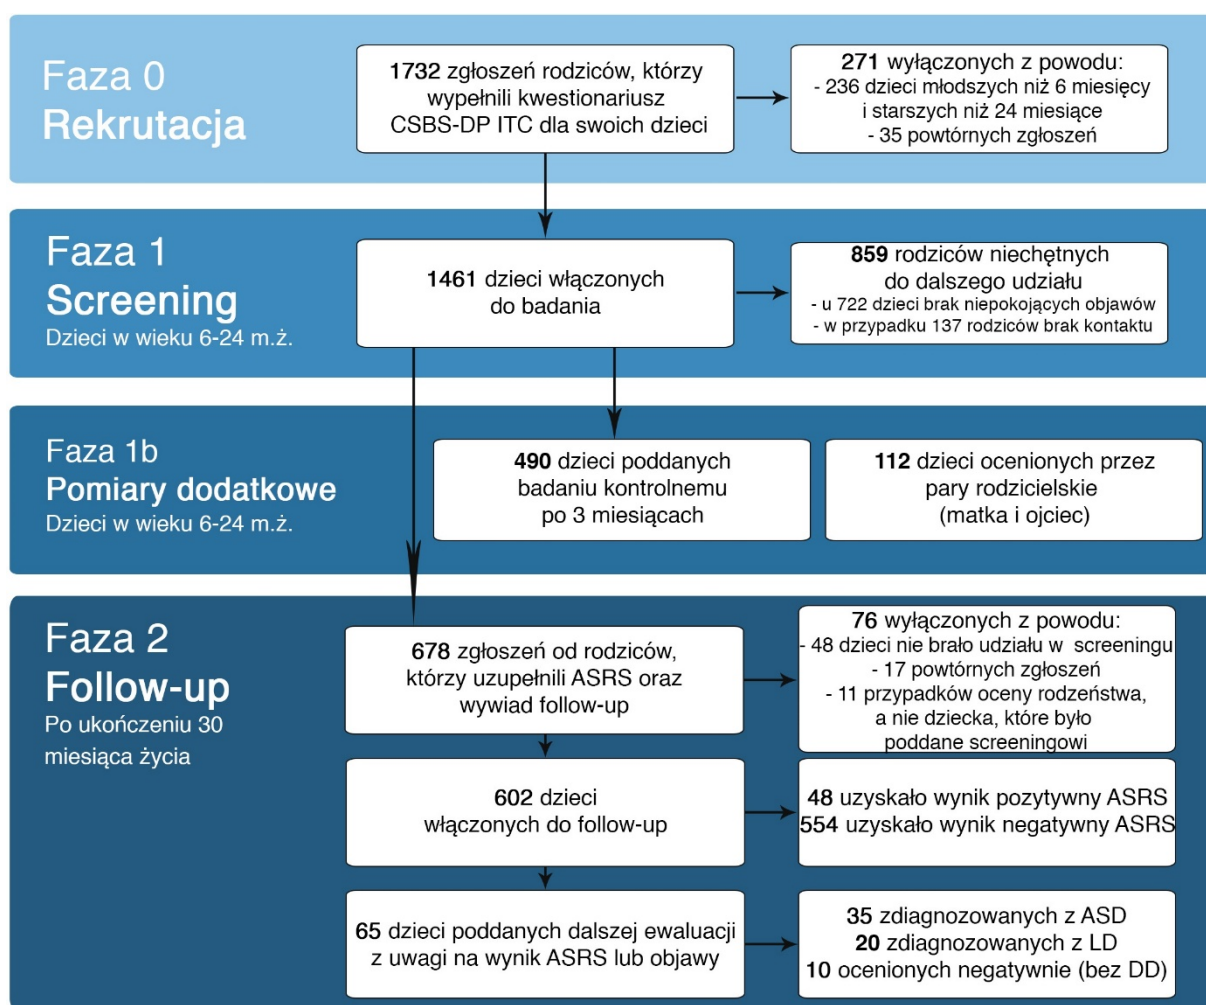 Faza 0
Rekrutacja
1732 zgłoszeń rodziców, którzy
wypełnili kwestionariusz
CSBS-DP ITC dla swoich dzieci
271 wyłączonych z powodu:
- 236 dzieci młodszych niż 6 miesięcy
i starszych niż 24 miesiące
- 35 powtórnych zgłoszeń
Faza 1
Screening
Dzieci w wieku 6-24 m.ż.
1461 dzieci włączonych
do badania
859 rodziców niechętnych
do dalszego udziału
- u 722 dzieci brak niepokojących objawów
- w przypadku 137 rodziców brak kontaktu
Faza 1b
Pomiary dodatkowe
Dzieci w wieku 6-24 m.ż.
490 dzieci poddanych
badaniu kontrolnemu
po 3 miesiącach
112 dzieci ocenionych przez
pary rodzicielskie
(matka i ojciec)
Faza 2
Follow-up
Po ukończeniu 30
miesiąca życia
678 zgłoszeń od rodziców,
którzy uzupełnili ASRS oraz
wywiad follow-up
76 wyłączonych z powodu:
- 48 dzieci nie brało udziału w screeningu
- 17 powtórnych zgłoszeń
- 11 przypadków oceny rodzeństwa,
a nie dziecka, które było
poddane screeningowi
602 dzieci
włączonych do follow-up
48 uzyskało wynik pozytywny ASRS
554 uzyskało wynik negatywny ASRS
65 dzieci poddanych dalszej ewaluacji
z uwagi na wynik ASRS lub objawy
35 zdiagnozowanych z ASD
20 zdiagnozowanych z LD
10 ocenionych negatywnie (bez DD)